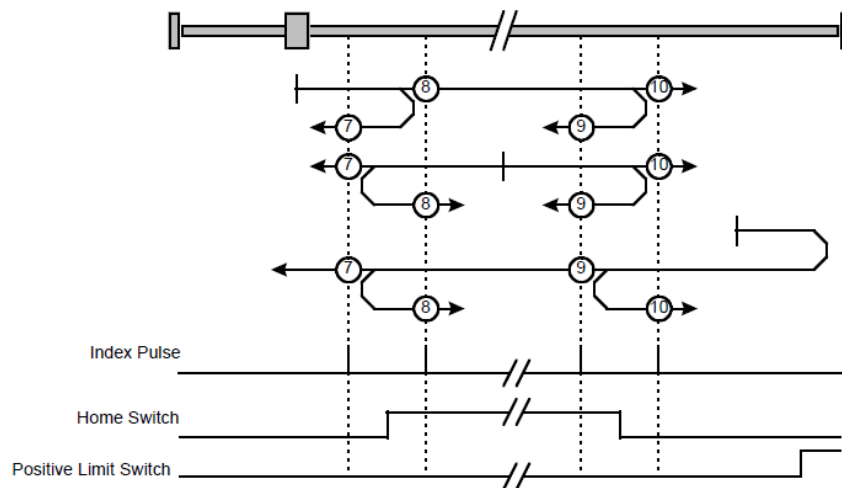 8 10
7 9
7 10
8 9
7 9
8 10
Index Pulse
Home Switch
Positive Limit Switch